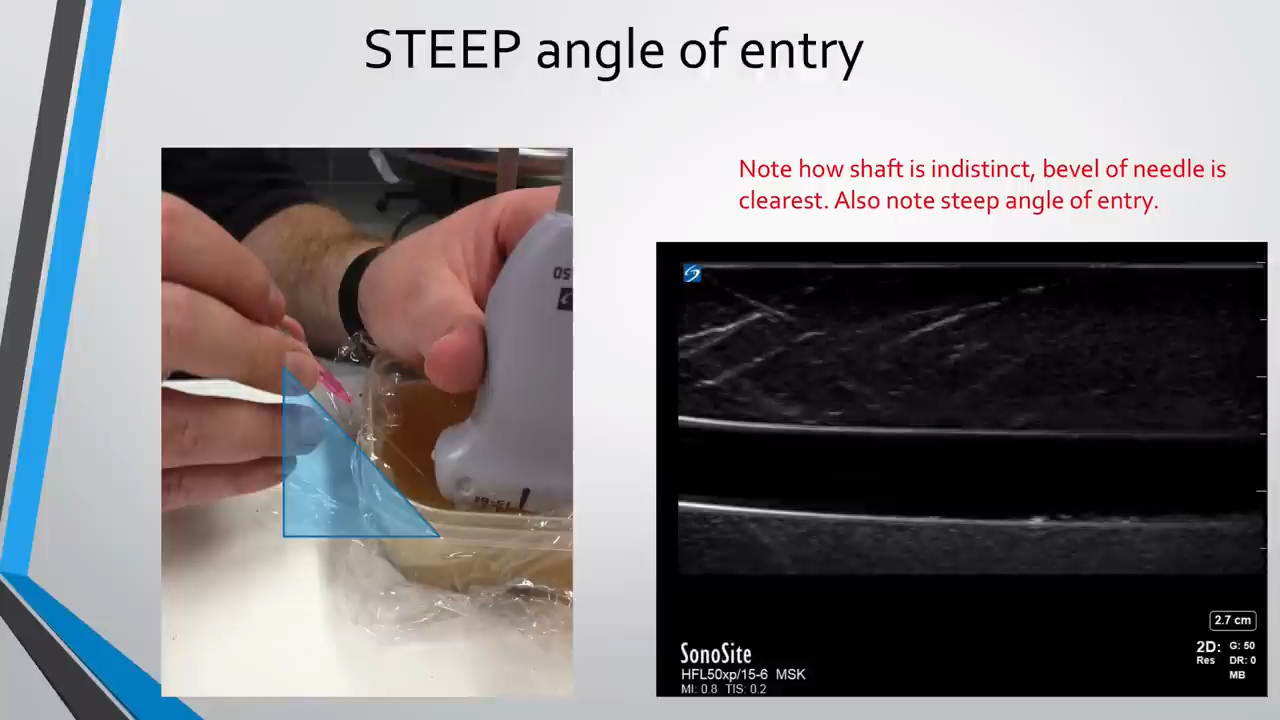 STEEP angle of entry
Note how shaft is indistinct, bevel of needle is
clearest. Also note steep angle of entry.
50
2.7 cm
SonoSite
HFL50xp/15-6 MSK
MI: 0.8 TIS: 0.2
2D:
Res
G: 50
DR: 0
MB